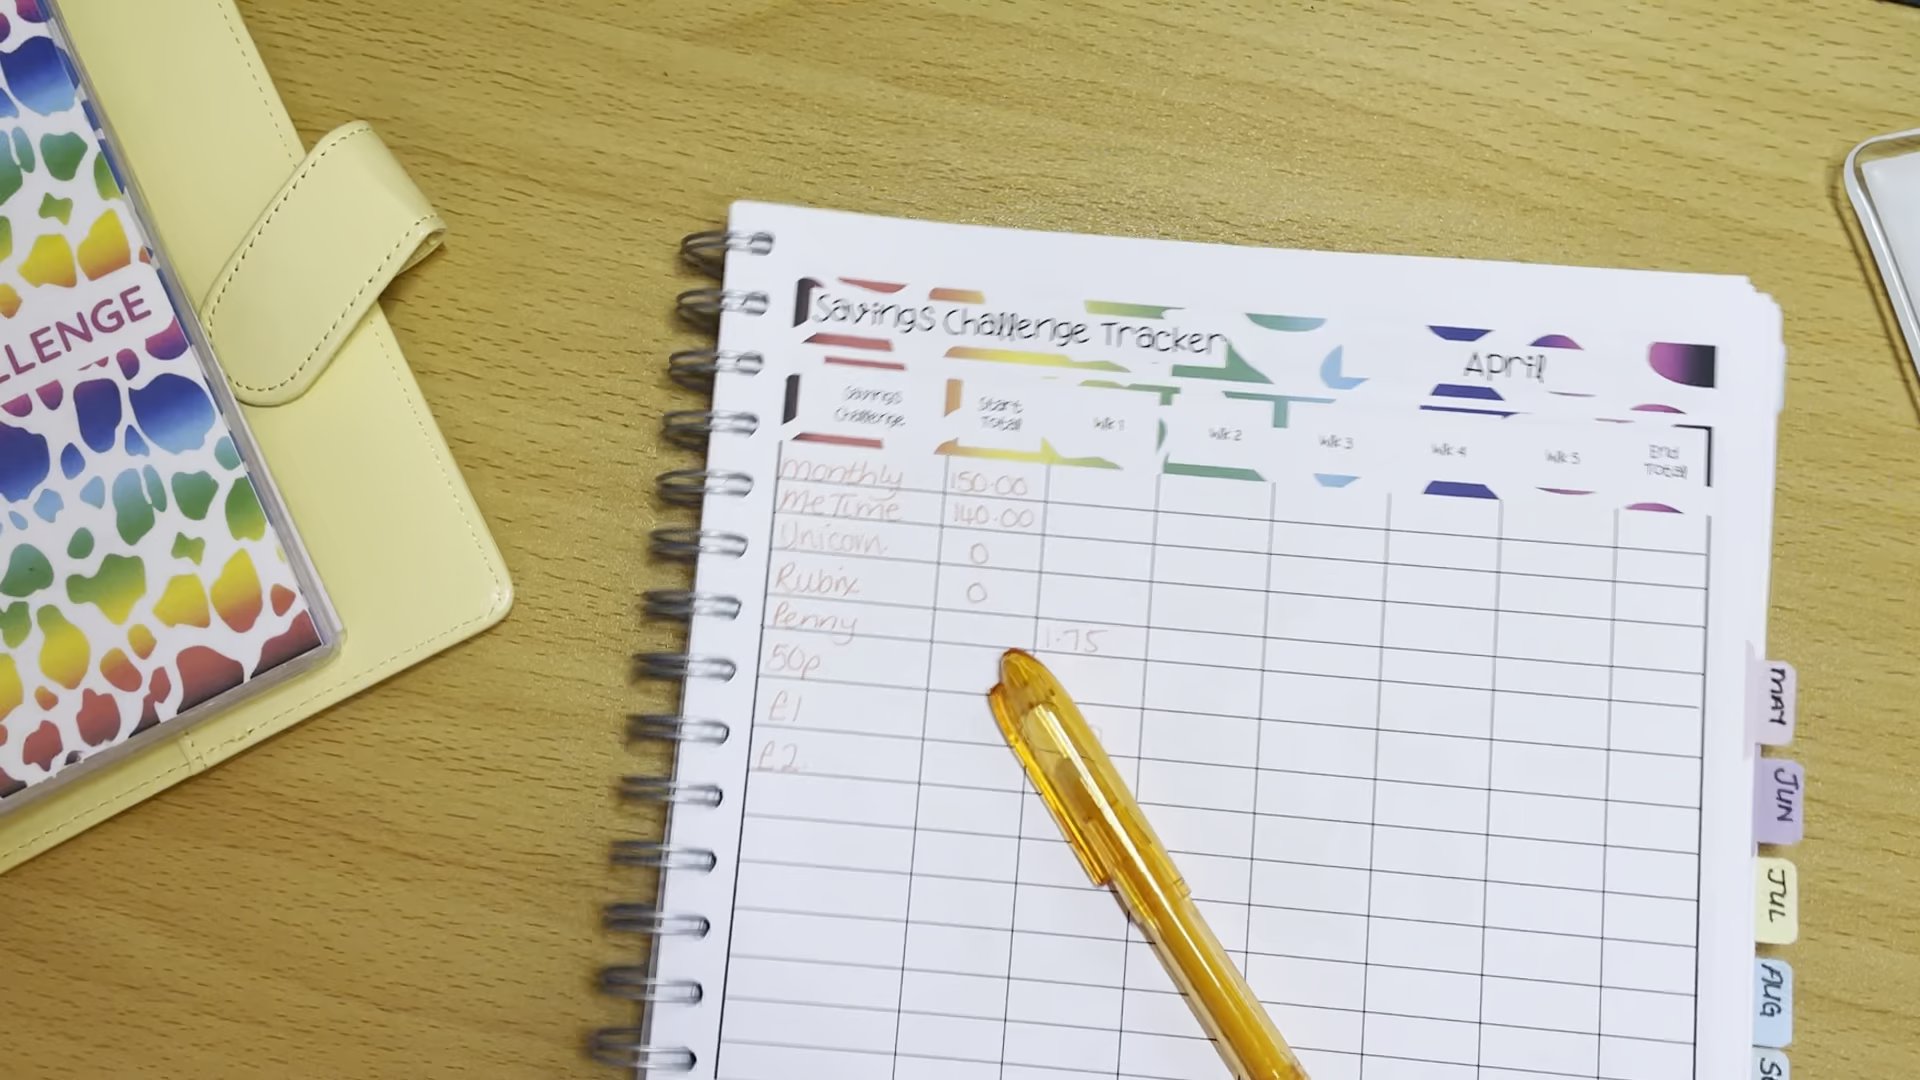 LLENGE
Savings Challenge Tracker
April
Savings Challenge
Start Total
Wk 1
Wk 2
Wk 3
Wk 4
Wk 5
End Total
monthly 150.00
Me Time 140.00
Unicorn 0
Rubix 0
Penny 1.75
50p
£1
£2
MAY
JUN
JUL
AUG